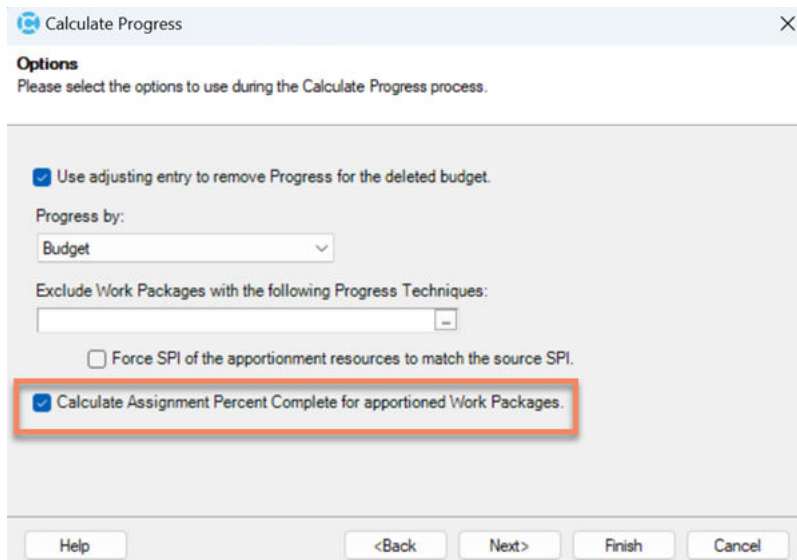 Calculate Progress
Options
Please select the options to use during the Calculate Progress process.
Use adjusting entry to remove Progress for the deleted budget.
Progress by:
Budget
Exclude Work Packages with the following Progress Techniques:
...
Force SPI of the apportionment resources to match the source SPI.
Calculate Assignment Percent Complete for apportioned Work Packages.
Help <Back Next> Finish Cancel